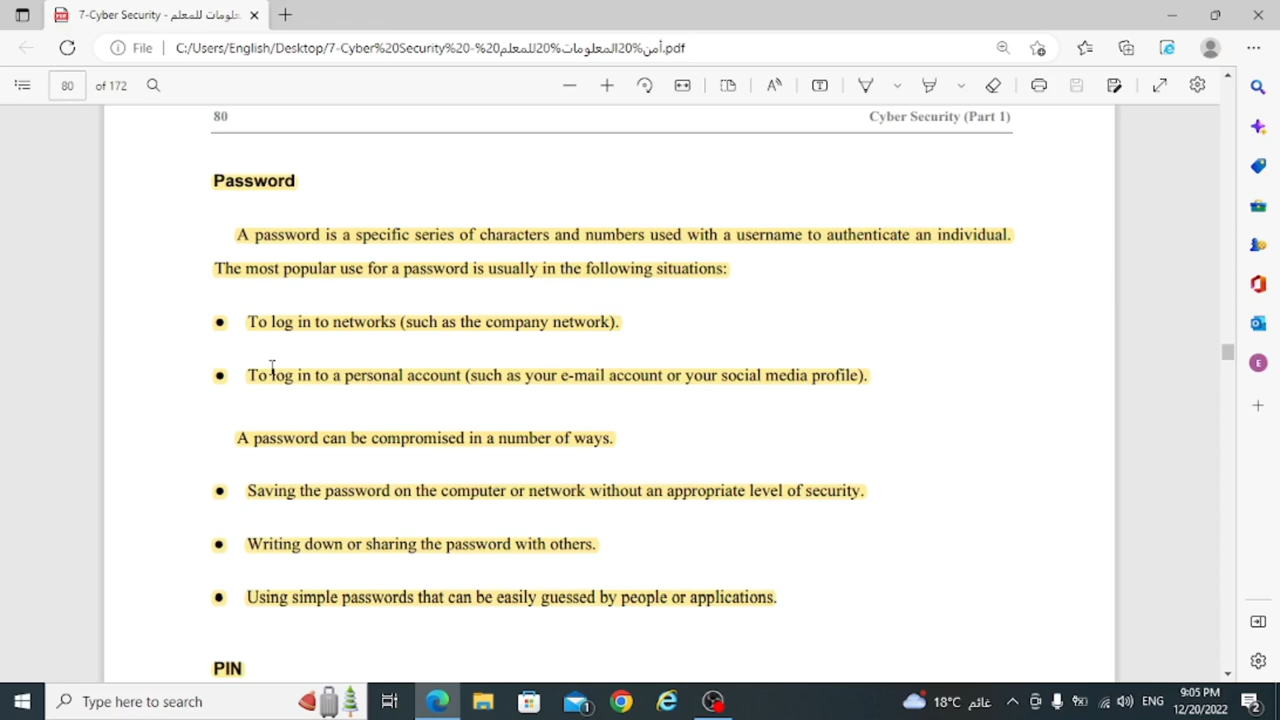 7-Cyber Security - أمن المعلومات للمعلم
File
C:/Users/English/Desktop/7-Cyber%20Security%20-%20أمن%20المعلومات%20للمعلم.pdf
80 of 172
80 Cyber Security (Part 1)
Password
A password is a specific series of characters and numbers used with a username to authenticate an individual.
The most popular use for a password is usually in the following situations:
● To log in to networks (such as the company network).
● To log in to a personal account (such as your e-mail account or your social media profile).
A password can be compromised in a number of ways.
● Saving the password on the computer or network without an appropriate level of security.
● Writing down or sharing the password with others.
● Using simple passwords that can be easily guessed by people or applications.
PIN
E
Type here to search
1
18°C غائم
ENG
9:05 PM
12/20/2022
2